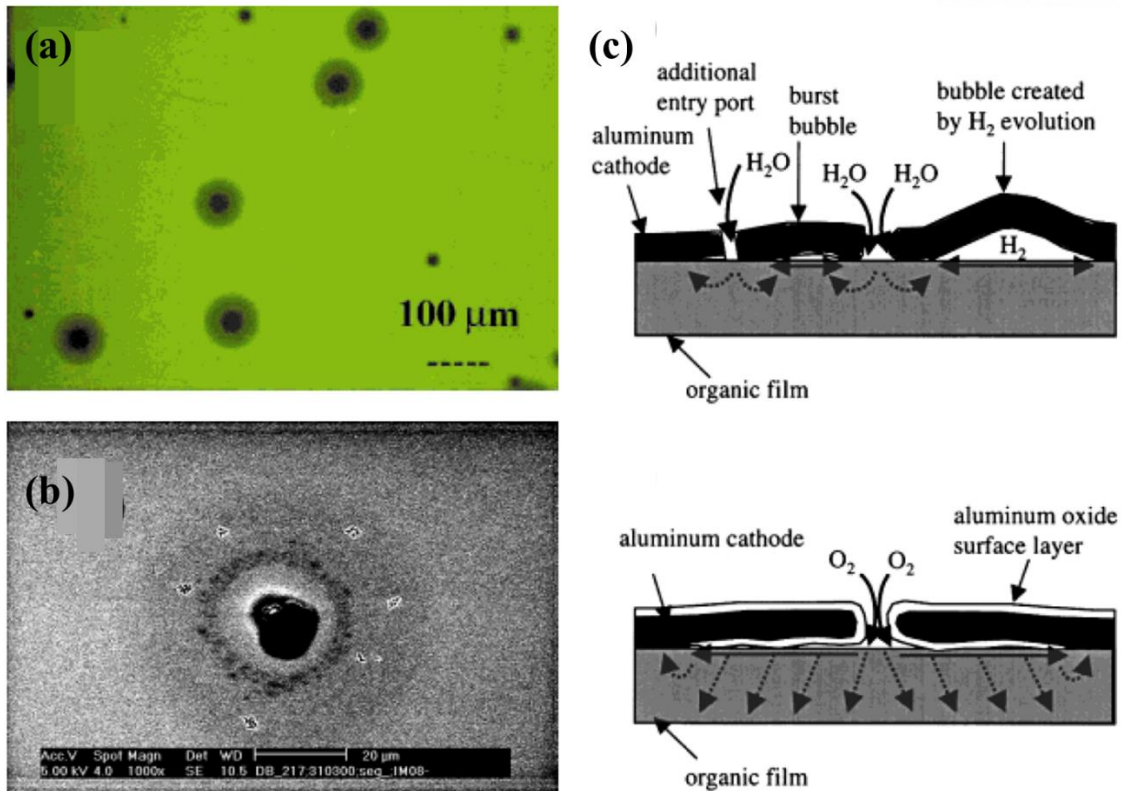 (a)
100 μm
(b)
Acc.V Spot Magn Det WD 20 μm
5.00 kV 4.0 1000x SE 10.5 DB_217;310300;seq_;IM08-
(c)
additional
entry port
burst
bubble
bubble created
by H₂ evolution
aluminum
cathode
H₂O
H₂O
H₂O
H₂
organic film
aluminum cathode
aluminum oxide
surface layer
O₂
O₂
organic film